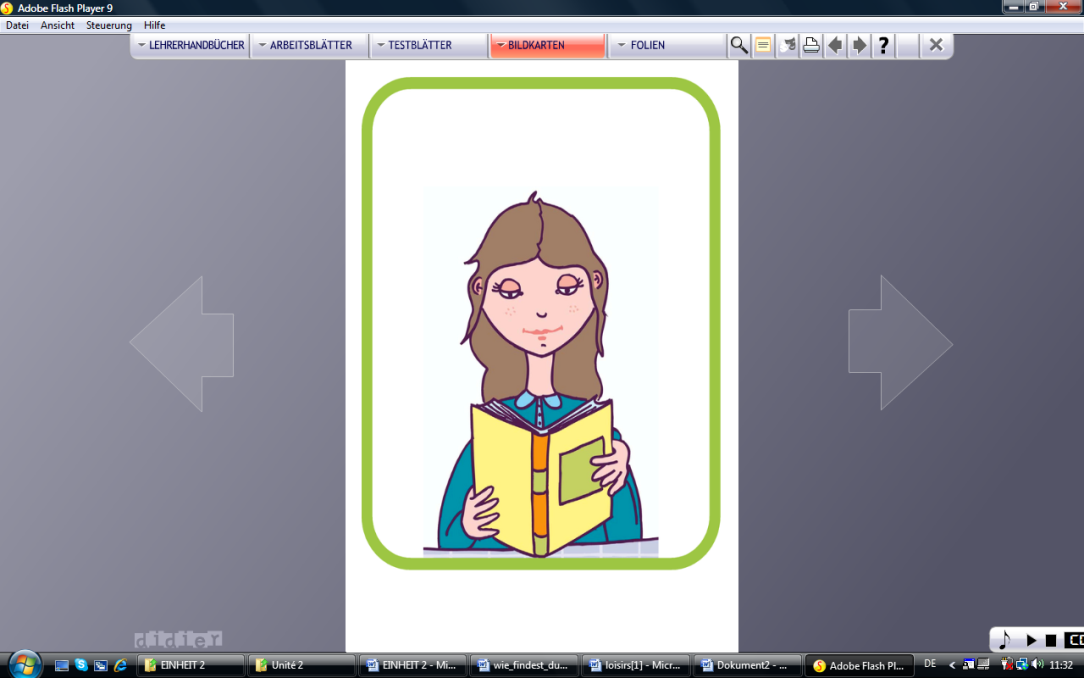 Adobe Flash Player 9
Datei Ansicht Steuerung Hilfe
LEHRERHANDBÜCHER ARBEITSBLÄTTER TESTBLÄTTER BILDKARTEN FOLIEN ?
didier
CD
EINHEIT 2 Unité 2 EINHEIT 2 - Mi... wie_findest_du... loisirs[1] - Micr... Dokument2 - ... Adobe Flash Pl... DE 11:32